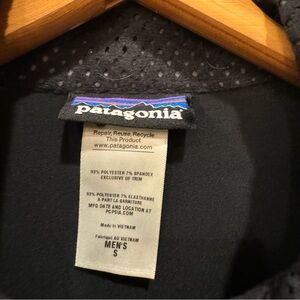 patagonia
Repair, Reuse, Recycle
This Product
www.patagonia.com
93% POLYESTER 7% SPANDEX
EXCLUSIVE OF TRIM
93% POLYESTER 7% ELASTHANNE
A PART LA GARNITURE
MFG DATE AND LOCATION AT
PCPSIA.COM
Made in VIETNAM
Fabriqué AU VIETNAM
MEN'S
S